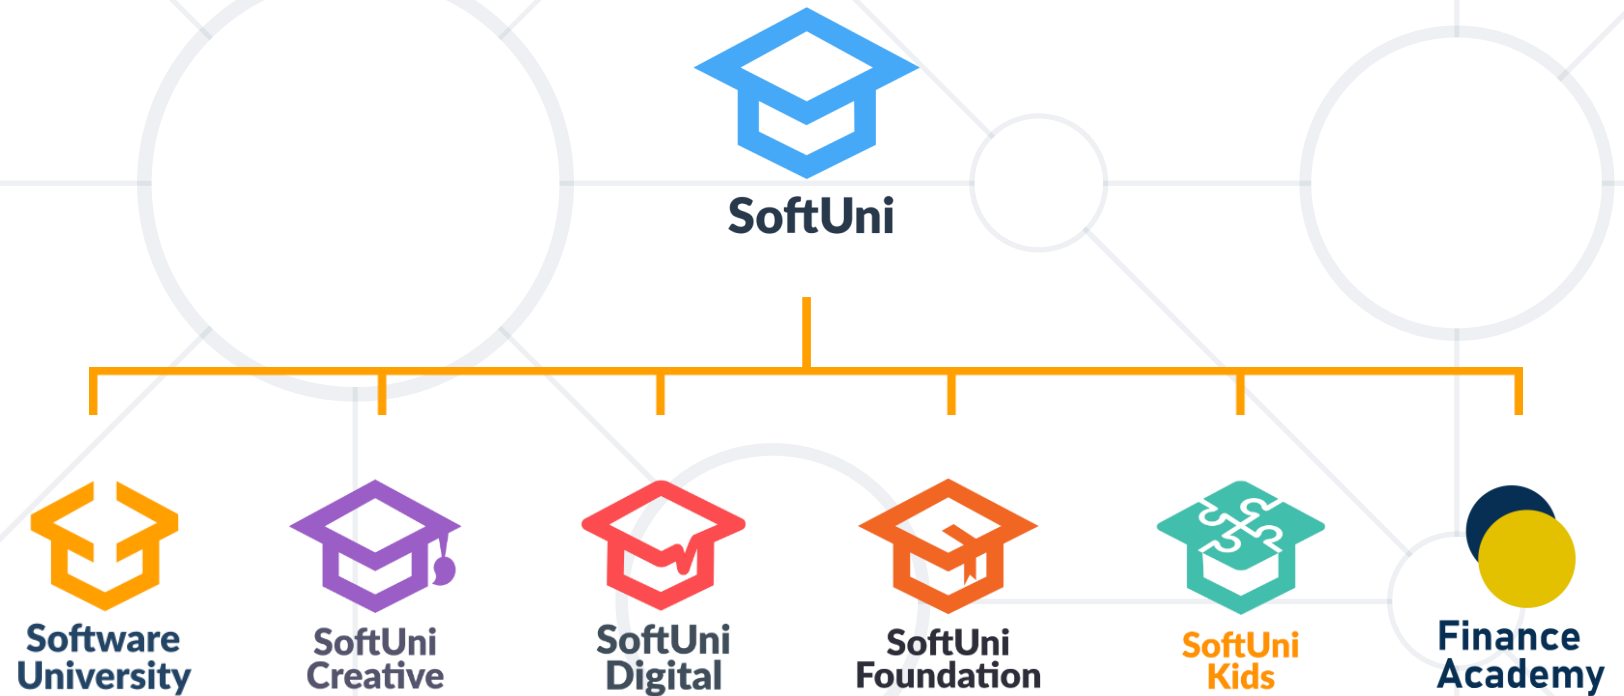 SoftUni
Software
University
SoftUni
Creative
SoftUni
Digital
SoftUni
Foundation
SoftUni
Kids
Finance
Academy